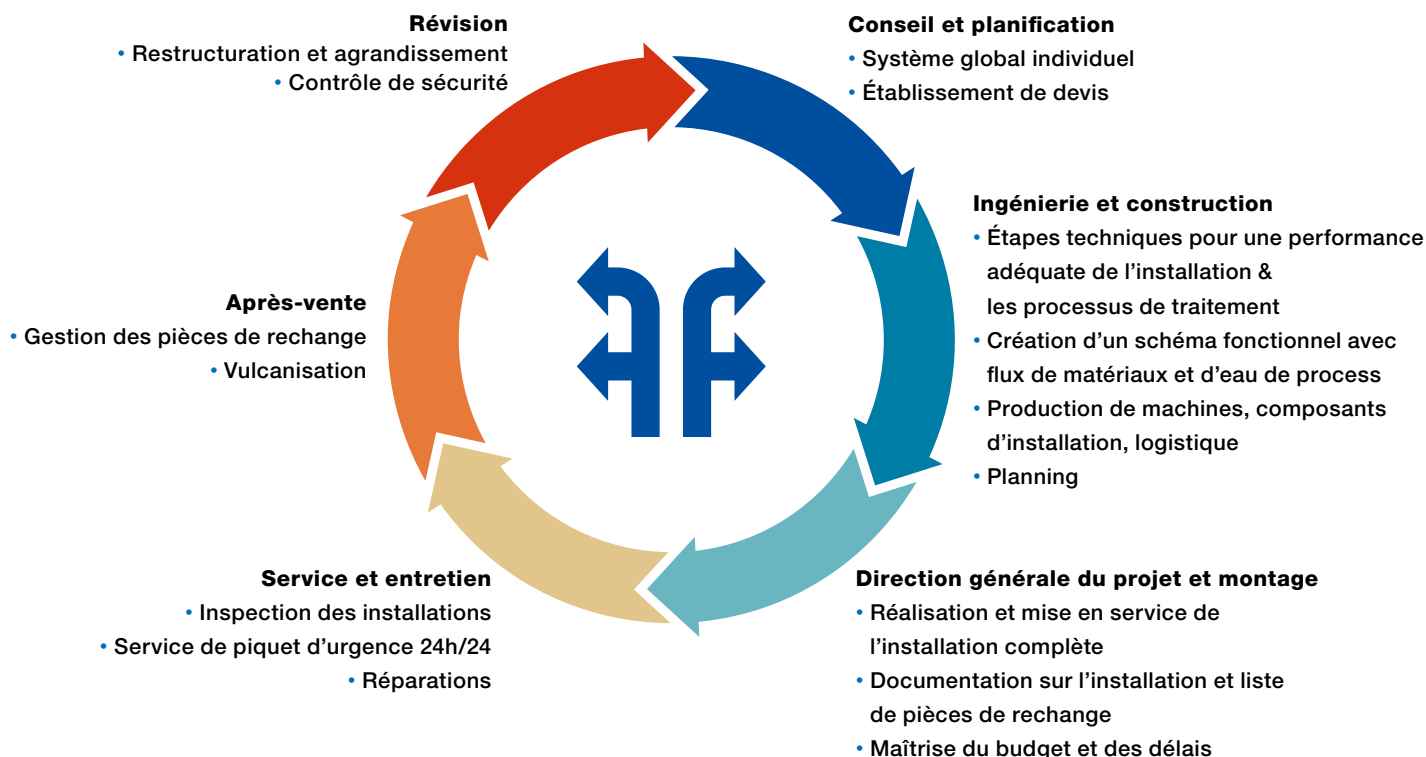 Révision
• Restructuration et agrandissement
• Contrôle de sécurité
Conseil et planification
• Système global individuel
• Établissement de devis
Ingénierie et construction
• Étapes techniques pour une performance
adéquate de l’installation &
les processus de traitement
• Création d’un schéma fonctionnel avec
flux de matériaux et d’eau de process
• Production de machines, composants
d’installation, logistique
• Planning
Direction générale du projet et montage
• Réalisation et mise en service de
l’installation complète
• Documentation sur l’installation et liste
de pièces de rechange
• Maîtrise du budget et des délais
Service et entretien
• Inspection des installations
• Service de piquet d’urgence 24h/24
• Réparations
Après-vente
• Gestion des pièces de rechange
• Vulcanisation